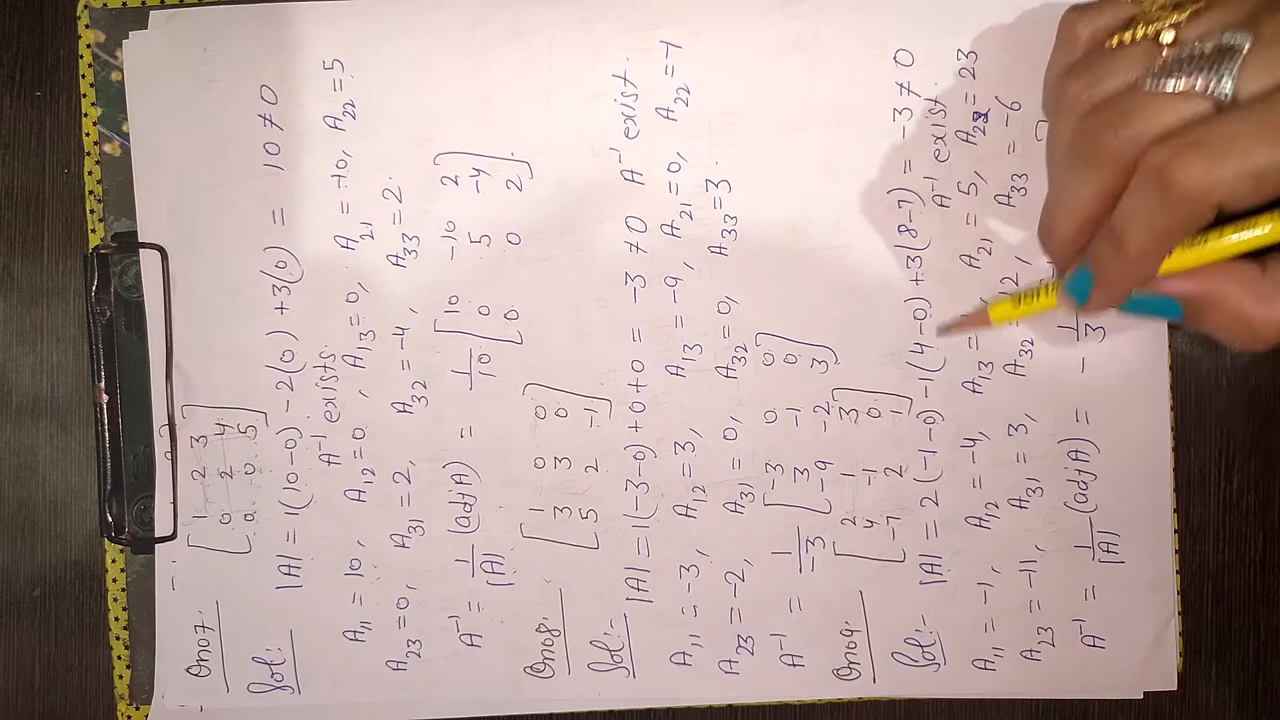 Qno7.
[1 2 3
0 2 4
0 0 5]
Sol:
|A| = 1(10-0) -2(0) +3(0) = 10 ≠ 0
A⁻¹ exists.
A₁₁ = 10, A₁₂ = 0, A₁₃ = 0, A₂₁ = -10, A₂₂ = 5
A₂₃ = 0, A₃₁ = 2, A₃₂ = -4, A₃₃ = 2.
A⁻¹ = 1/|A| (adjA) = 1/10 [10 -10 2
0 5 -4
0 0 2].
Qno8.
[1 0 0
3 3 0
5 2 -1]
Sol:-
|A| = 1(-3-0) +0+0 = -3 ≠ 0 A⁻¹ exist.
A₁₁ = -3, A₁₂ = 3, A₁₃ = -9, A₂₁ = 0, A₂₂ = -1
A₂₃ = -2, A₃₁ = 0, A₃₂ = 0, A₃₃ = 3.
A⁻¹ = 1/-3 [-3 0 0
3 -1 0
-9 -2 3]
Qno9.
[2 1 3
4 -1 0
-7 2 1]
Sol:-
|A| = 2(-1-0) -1(4-0) +3(8-7) = -3 ≠ 0
A⁻¹ exist.
A₁₁ = -1, A₁₂ = -4, A₁₃ = A₂₁ = 5, A₂₂ = 23
A₂₃ = -11, A₃₁ = 3, A₃₂ 12, A₃₃ = -6
A⁻¹ = 1/|A| (adjA) = - 1/3